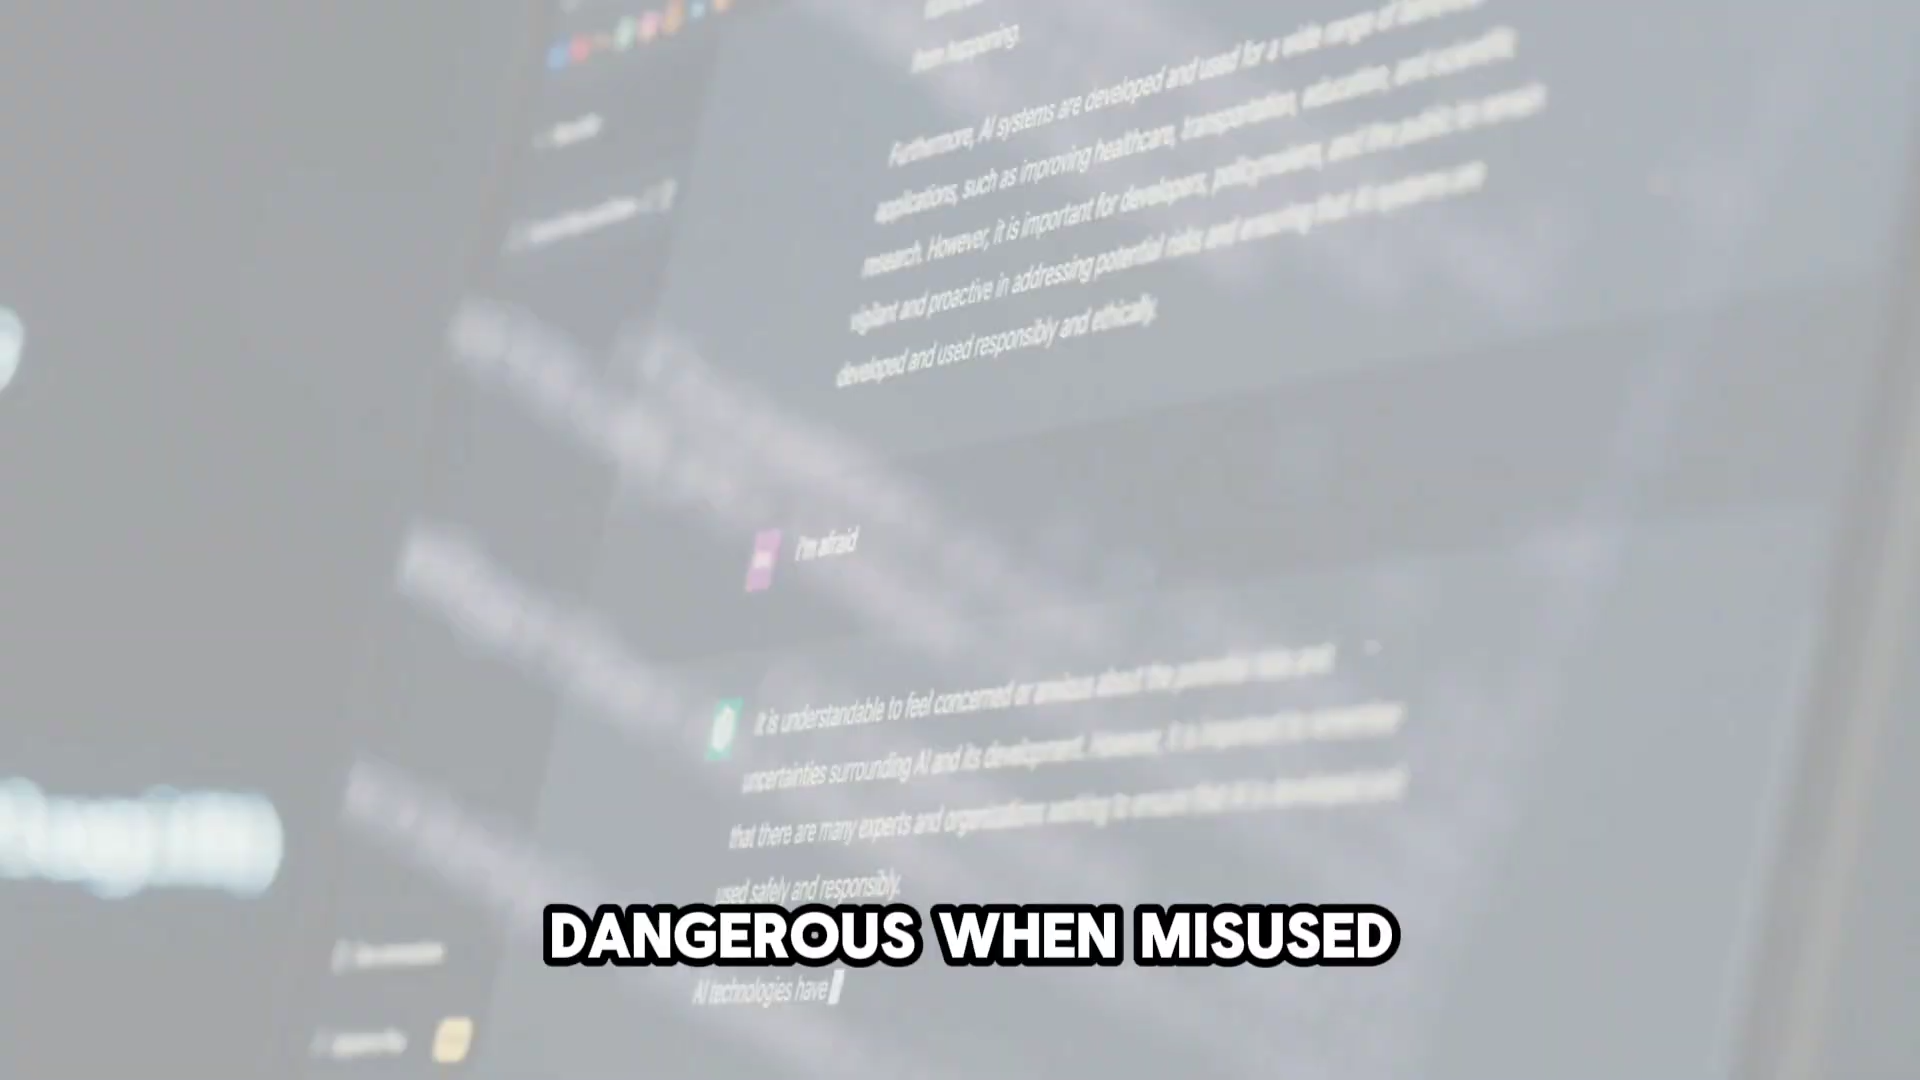 from happening.
Furthermore, AI systems are developed and used for a wide range of
applications, such as improving healthcare, transportation, education, and scientific
research. However, it is important for developers, policymakers, and the public to remain
vigilant and proactive in addressing potential risks and ensuring that AI systems are
developed and used responsibly and ethically.
I'm afraid
It is understandable to feel concerned or anxious about the potential risks and
uncertainties surrounding AI and its development. However, it is important to remember
that there are many experts and organizations working to ensure that AI is developed and
used safely and responsibly.
DANGEROUS WHEN MISUSED
AI technologies have